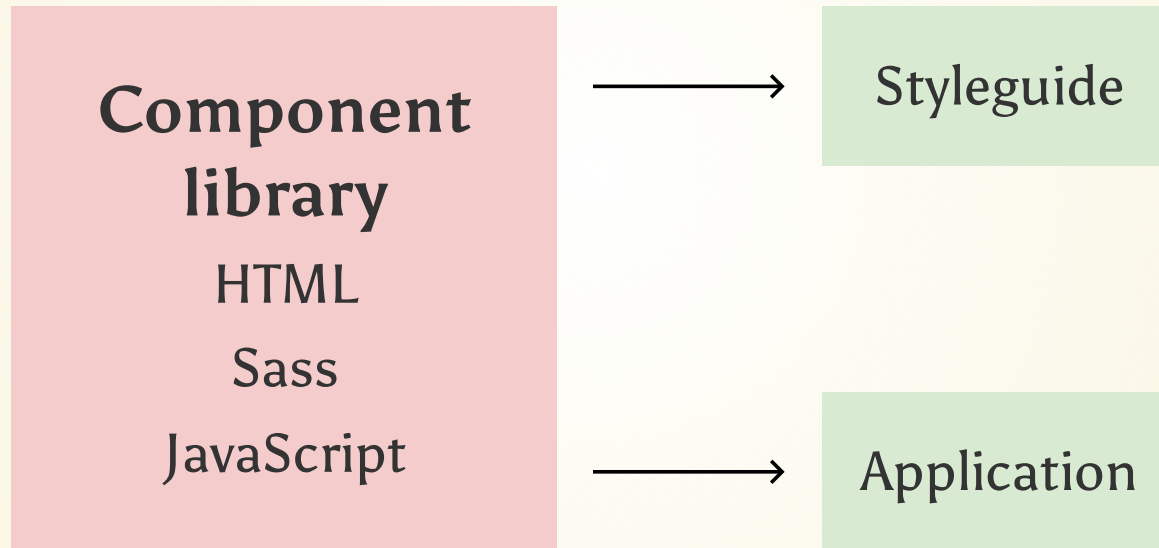 Component
library
HTML
Sass
JavaScript
Styleguide
Application